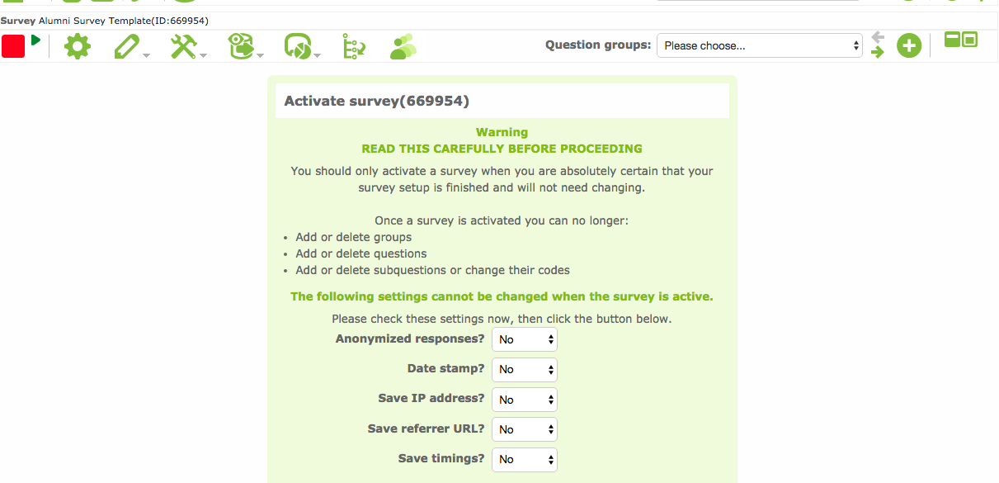 Survey Alumni Survey Template(ID:669954)
Question groups: Please choose...
Activate survey(669954)
Warning
READ THIS CAREFULLY BEFORE PROCEEDING
You should only activate a survey when you are absolutely certain that your
survey setup is finished and will not need changing.
Once a survey is activated you can no longer:
• Add or delete groups
• Add or delete questions
• Add or delete subquestions or change their codes
The following settings cannot be changed when the survey is active.
Please check these settings now, then click the button below.
Anonymized responses? No
Date stamp? No
Save IP address? No
Save referrer URL? No
Save timings? No